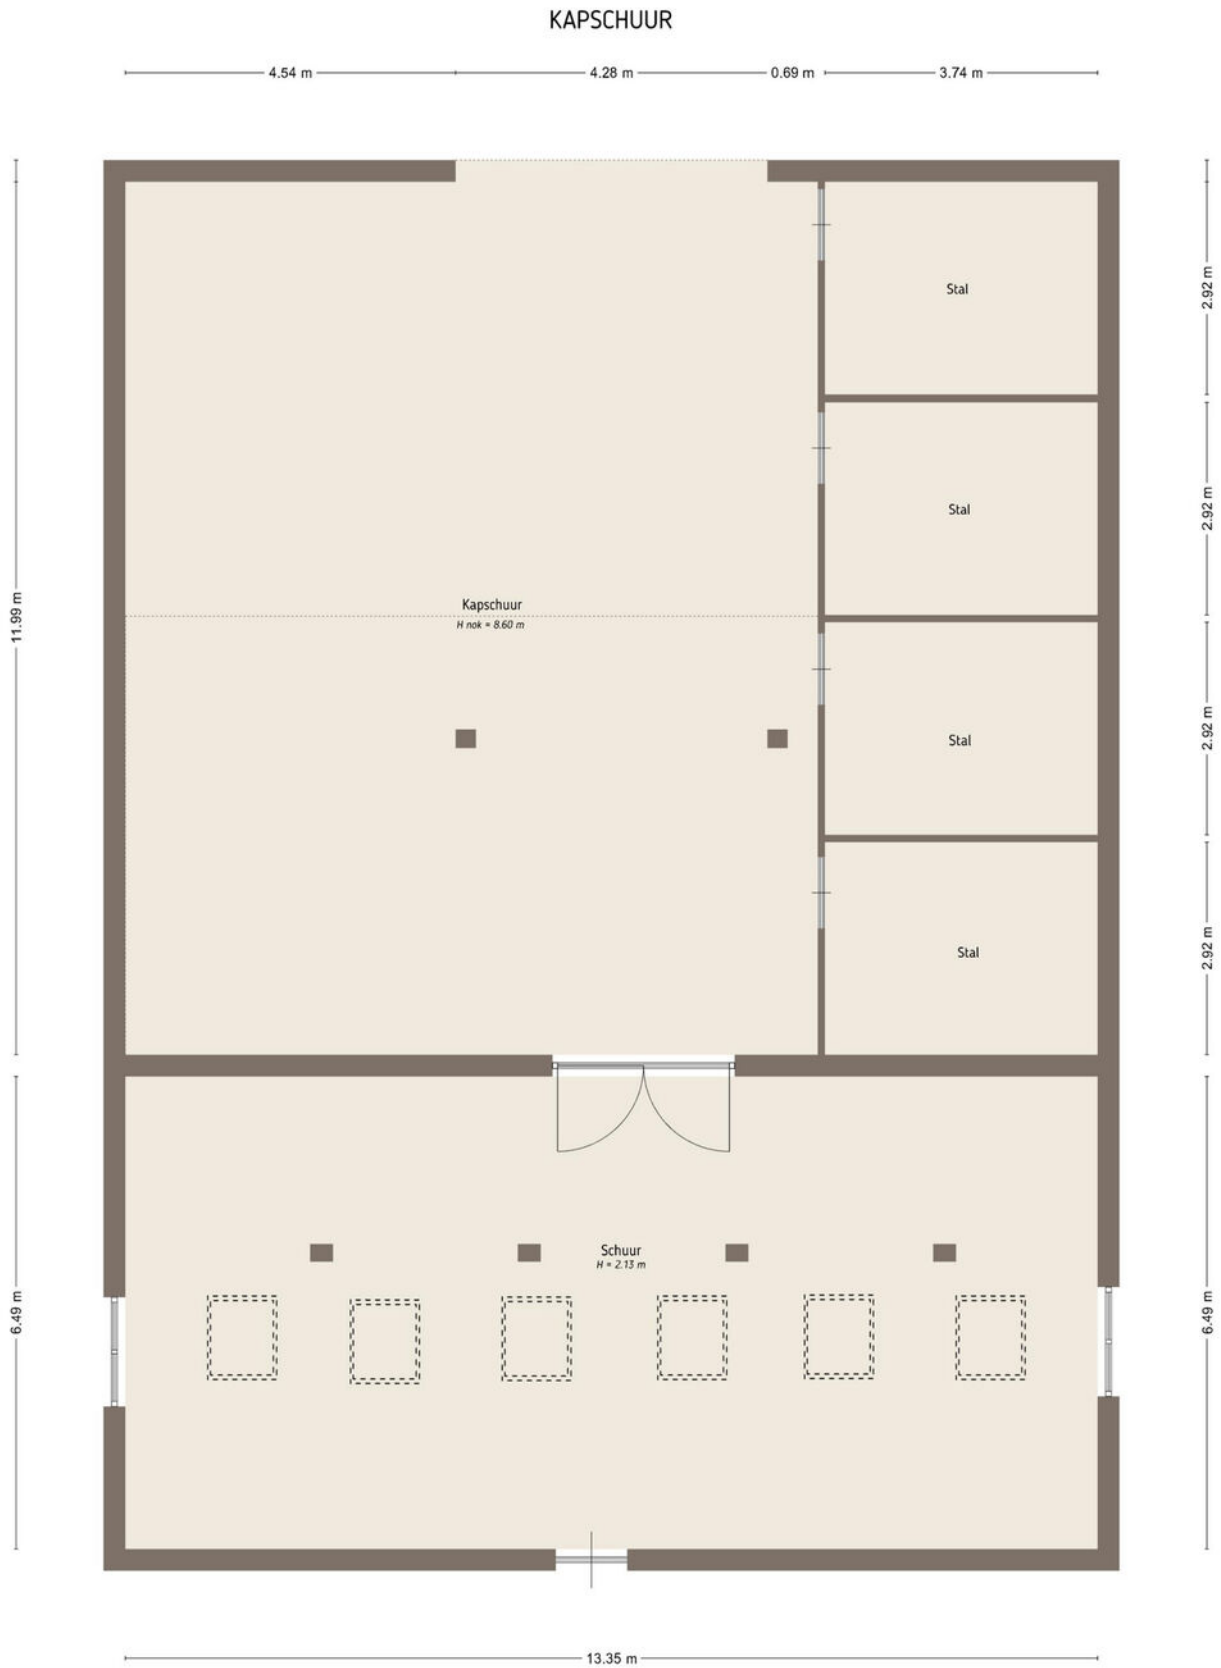 KAPSCHUUR
4.54 m
4.28 m
0.69 m
3.74 m
2.92 m
Stal
2.92 m
Stal
11.99 m
Kapschuur
H nok = 8.60 m
2.92 m
Stal
2.92 m
Stal
Schuur
H = 2.13 m
6.49 m
6.49 m
13.35 m